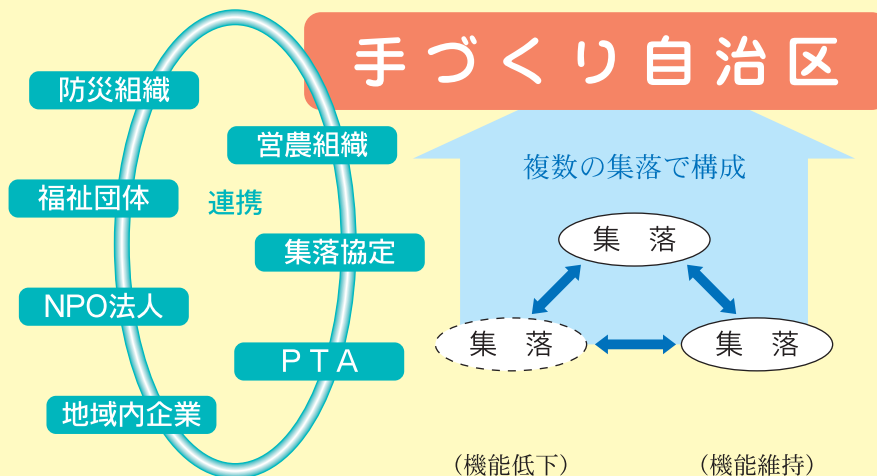 手づくり自治区
防災組織
営農組織
福祉団体
連携
集落協定
NPO法人
PTA
地域内企業
複数の集落で構成
集 落
集 落
集 落
（機能低下）
（機能維持）